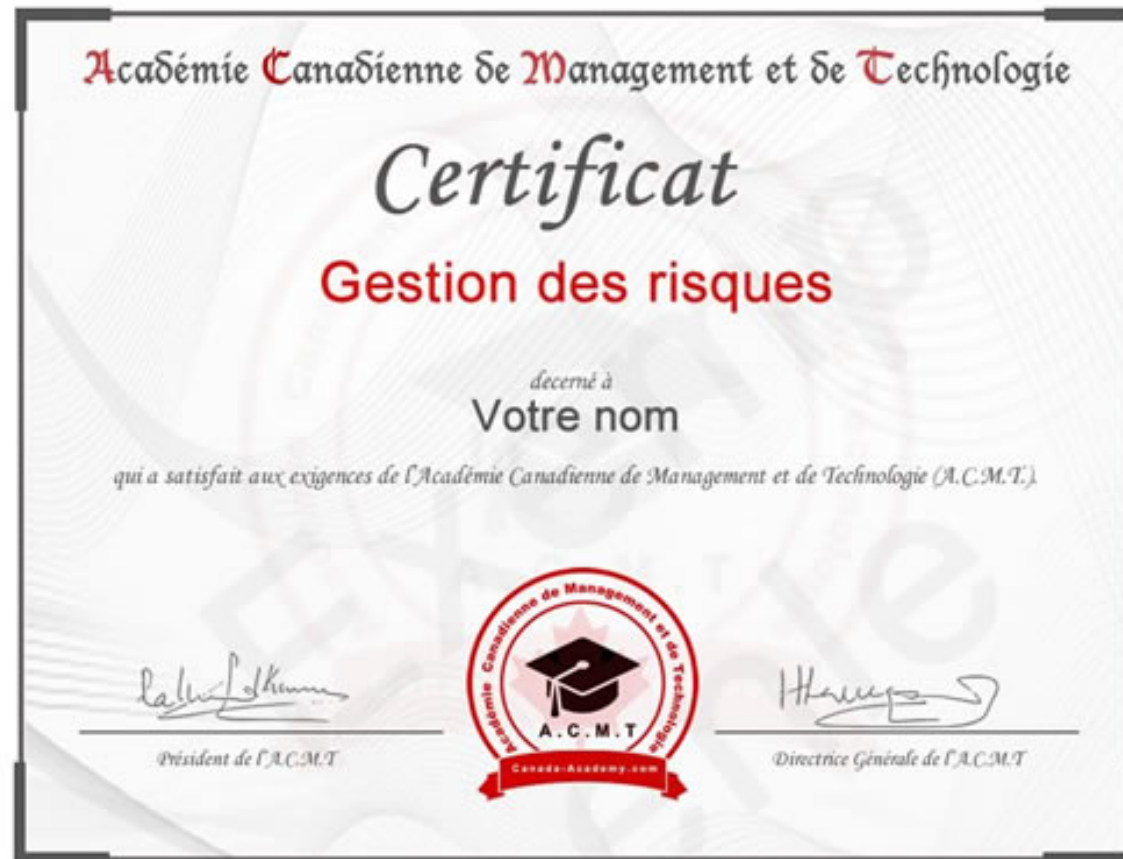 Académie Canadienne de Management et de Technologie
Certificat
Gestion des risques
decerné à
Votre nom
qui a satisfait aux exigences de l'Académie Canadienne de Management et de Technologie (A.C.M.T.).
Académie Canadienne de Management et de Technologie
A.C.M.T
Canada-Academy.com
Président de l'A.C.M.T
Directrice Générale de l'A.C.M.T